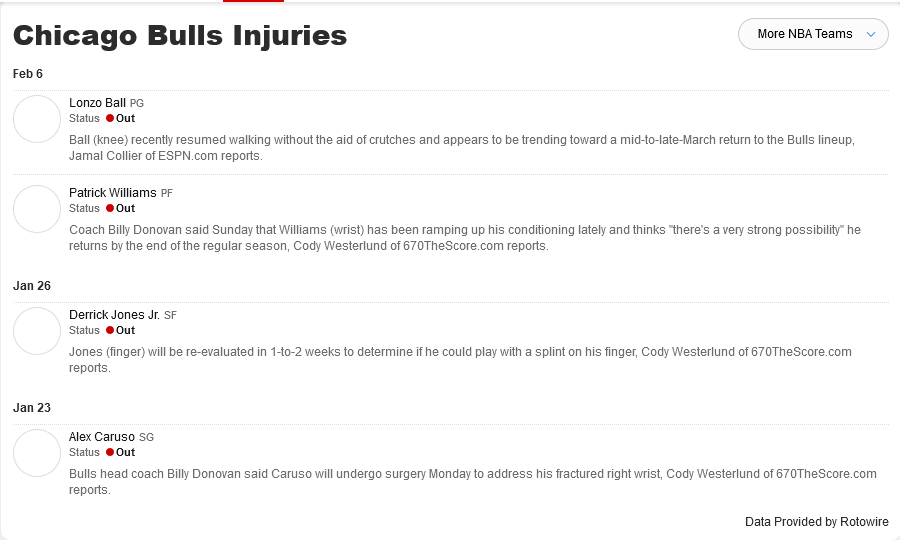 Chicago Bulls Injuries
More NBA Teams
Feb 6
Lonzo Ball PG
Status Out
Ball (knee) recently resumed walking without the aid of crutches and appears to be trending toward a mid-to-late-March return to the Bulls lineup,
Jamal Collier of ESPN.com reports.
Patrick Williams PF
Status Out
Coach Billy Donovan said Sunday that Williams (wrist) has been ramping up his conditioning lately and thinks "there's a very strong possibility" he
returns by the end of the regular season, Cody Westerlund of 670TheScore.com reports.
Jan 26
Derrick Jones Jr. SF
Status Out
Jones (finger) will be re-evaluated in 1-to-2 weeks to determine if he could play with a splint on his finger, Cody Westerlund of 670TheScore.com
reports.
Jan 23
Alex Caruso SG
Status Out
Bulls head coach Billy Donovan said Caruso will undergo surgery Monday to address his fractured right wrist, Cody Westerlund of 670TheScore.com
reports.
Data Provided by Rotowire